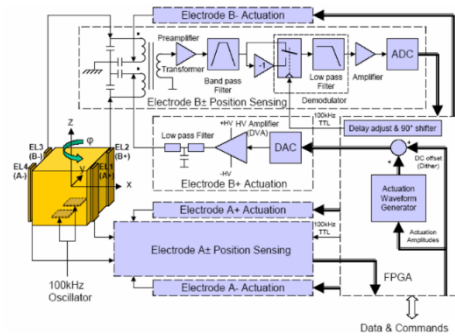 Electrode B- Actuation
Preamplifier
Transformer
Band pass
Filter
-1
Low pass
Filter
Amplifier
ADC
Demodulator
Electrode B± Position Sensing
100kHz
TTL
Delay adjust & 90° shifter
+HV HV Amplifier
(DVA)
Low pass Filter
-HV
DAC
Electrode B+ Actuation
DC offset
(Dither)
+
+
Actuation
Waveform
Generator
Actuation
Amplitudes
EL3
(B-)
EL4
(A-)
Z
φ
EL2
(B+)
EL1
(A+)
Y
X
100kHz
Oscillator
Electrode A+ Actuation
Electrode A± Position Sensing
100kHz
TTL
Electrode A- Actuation
FPGA
Data & Commands